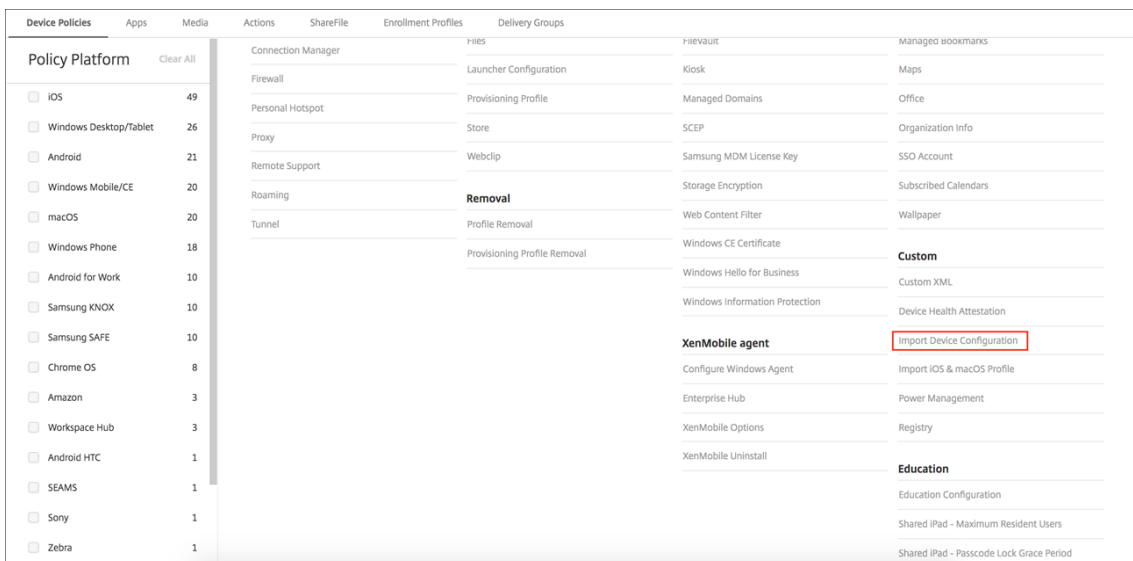 Device Policies Apps Media Actions ShareFile Enrollment Profiles Delivery Groups
Policy Platform Clear All
iOS 49
Windows Desktop/Tablet 26
Android 21
Windows Mobile/CE 20
macOS 20
Windows Phone 18
Android for Work 10
Samsung KNOX 10
Samsung SAFE 10
Chrome OS 8
Amazon 3
Workspace Hub 3
Android HTC 1
SEAMS 1
Sony 1
Zebra 1
Connection Manager
Firewall
Personal Hotspot
Proxy
Remote Support
Roaming
Tunnel
Files
Launcher Configuration
Provisioning Profile
Store
Webclip
Removal
Profile Removal
Provisioning Profile Removal
FileVault
Kiosk
Managed Domains
SCEP
Samsung MDM License Key
Storage Encryption
Web Content Filter
Windows CE Certificate
Windows Hello for Business
Windows Information Protection
XenMobile agent
Configure Windows Agent
Enterprise Hub
XenMobile Options
XenMobile Uninstall
Managed Bookmarks
Maps
Office
Organization Info
SSO Account
Subscribed Calendars
Wallpaper
Custom
Custom XML
Device Health Attestation
Import Device Configuration
Import iOS & macOS Profile
Power Management
Registry
Education
Education Configuration
Shared iPad - Maximum Resident Users
Shared iPad - Passcode Lock Grace Period